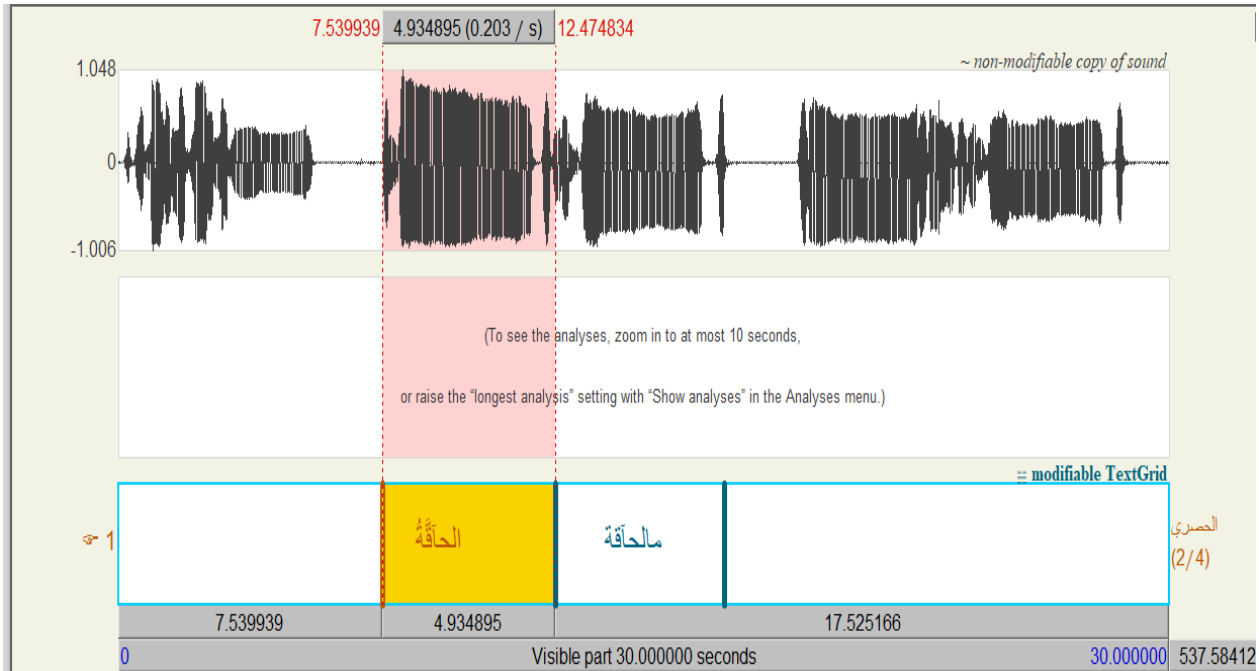 7.539939 4.934895 (0.203 / s) 12.474834
~ non-modifiable copy of sound
1.048
0
-1.006
(To see the analyses, zoom in to at most 10 seconds,
or raise the “longest analysis” setting with “Show analyses” in the Analyses menu.)
:: modifiable TextGrid
☞ 1 الحآقَّةُ مالحآقة الحصري
(2/4)
7.539939 4.934895 17.525166
0 Visible part 30.000000 seconds 30.000000 537.58412